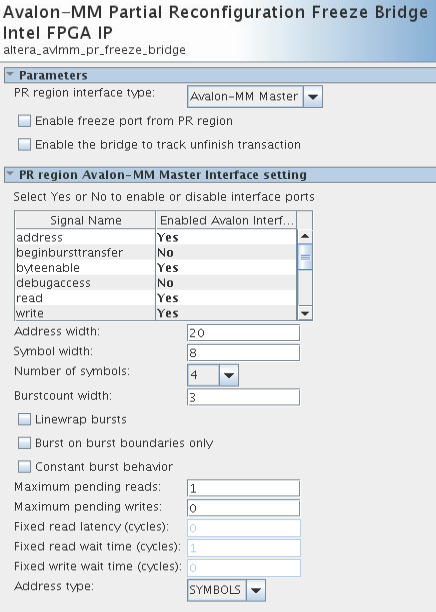 Avalon-MM Partial Reconfiguration Freeze Bridge
Intel FPGA IP
altera_avlmm_pr_freeze_bridge
Parameters
PR region interface type: Avalon-MM Master
Enable freeze port from PR region
Enable the bridge to track unfinish transaction
PR region Avalon-MM Master Interface setting
Select Yes or No to enable or disable interface ports
Signal Name Enabled Avalon Interf...
address Yes
beginbursttransfer No
byteenable Yes
debugaccess No
read Yes
write Yes
Address width: 20
Symbol width: 8
Number of symbols: 4
Burstcount width: 3
Linewrap bursts
Burst on burst boundaries only
Constant burst behavior
Maximum pending reads: 1
Maximum pending writes: 0
Fixed read latency (cycles): 0
Fixed read wait time (cycles): 1
Fixed write wait time (cycles): 0
Address type: SYMBOLS